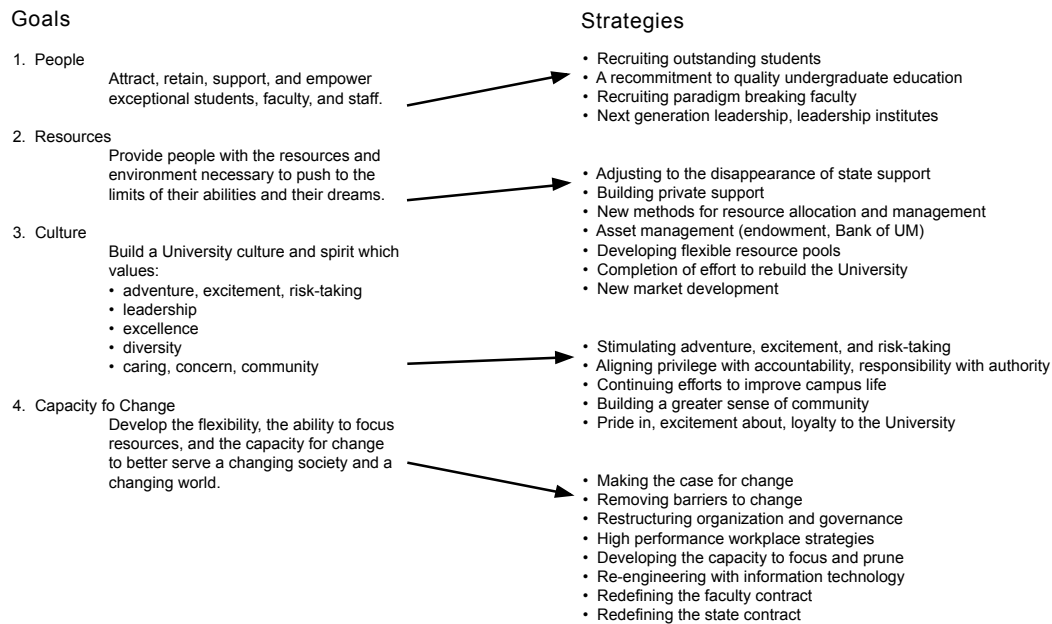 Goals
1. People
Attract, retain, support, and empower
exceptional students, faculty, and staff.
2. Resources
Provide people with the resources and
environment necessary to push to the
limits of their abilities and their dreams.
3. Culture
Build a University culture and spirit which
values:
• adventure, excitement, risk-taking
• leadership
• excellence
• diversity
• caring, concern, community
4. Capacity fo Change
Develop the flexibility, the ability to focus
resources, and the capacity for change
to better serve a changing society and a
changing world.
Strategies
• Recruiting outstanding students
• A recommitment to quality undergraduate education
• Recruiting paradigm breaking faculty
• Next generation leadership, leadership institutes
• Adjusting to the disappearance of state support
• Building private support
• New methods for resource allocation and management
• Asset management (endowment, Bank of UM)
• Developing flexible resource pools
• Completion of effort to rebuild the University
• New market development
• Stimulating adventure, excitement, and risk-taking
• Aligning privilege with accountability, responsibility with authority
• Continuing efforts to improve campus life
• Building a greater sense of community
• Pride in, excitement about, loyalty to the University
• Making the case for change
• Removing barriers to change
• Restructuring organization and governance
• High performance workplace strategies
• Developing the capacity to focus and prune
• Re-engineering with information technology
• Redefining the faculty contract
• Redefining the state contract